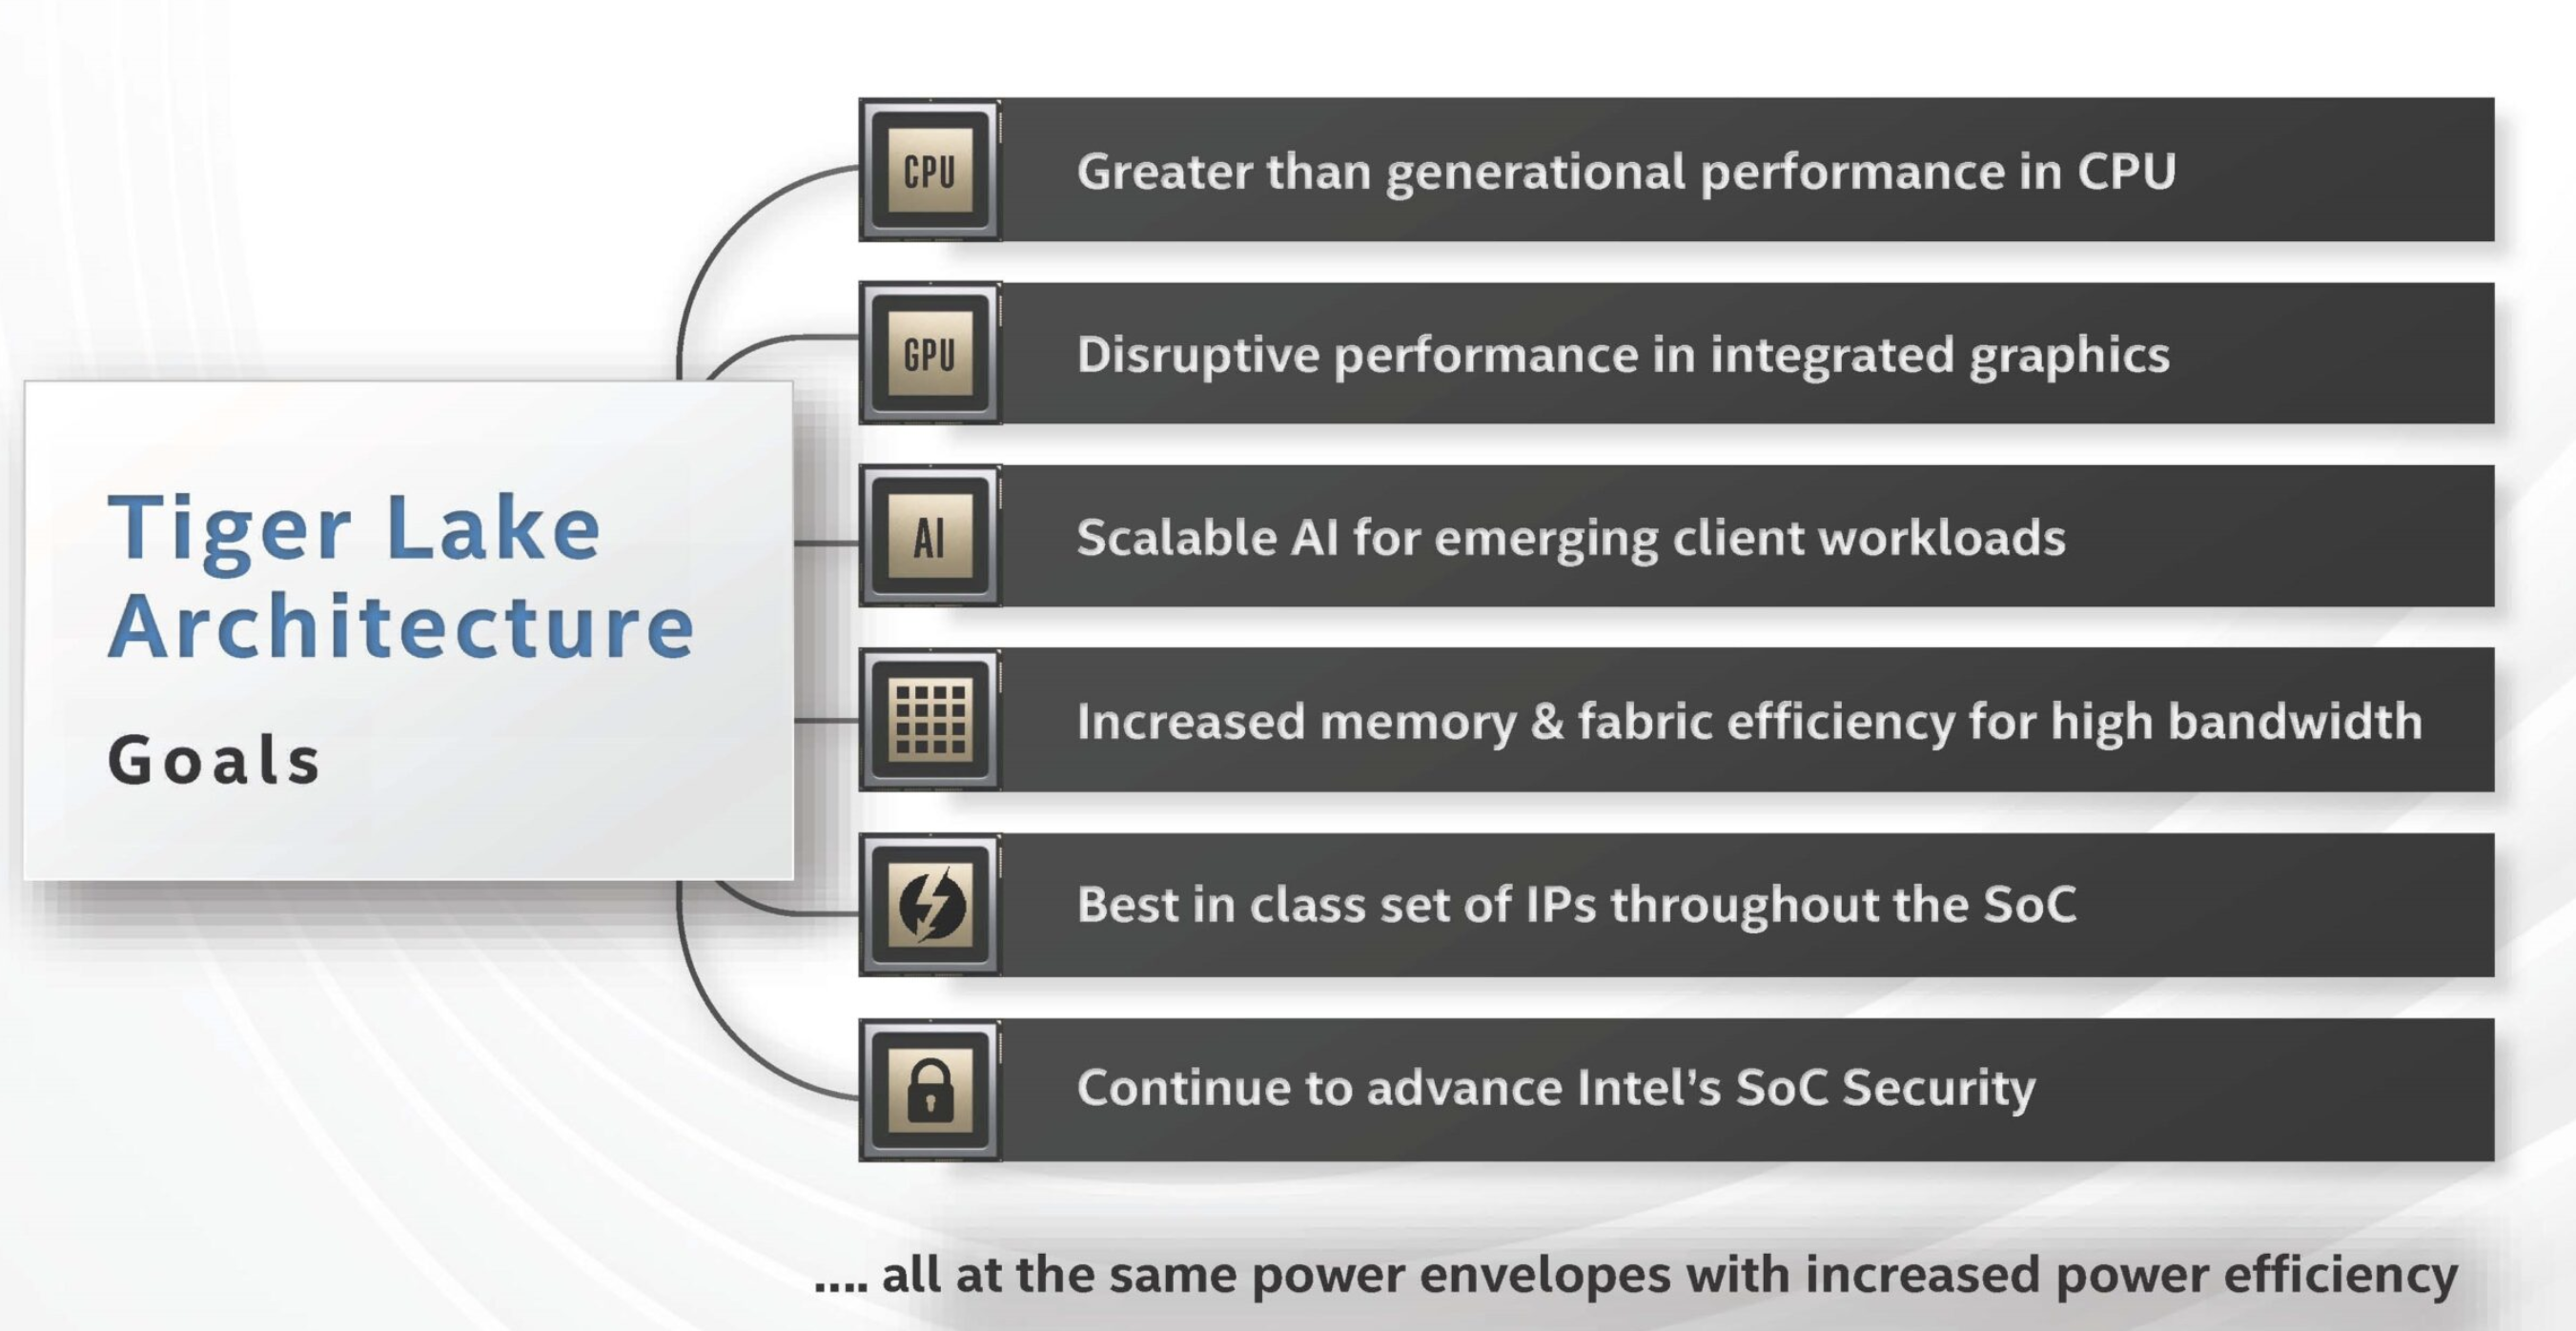 Tiger Lake
Architecture
Goals
CPU
Greater than generational performance in CPU
GPU
Disruptive performance in integrated graphics
AI
Scalable AI for emerging client workloads
Increased memory & fabric efficiency for high bandwidth
Best in class set of IPs throughout the SoC
Continue to advance Intel's SoC Security
.... all at the same power envelopes with increased power efficiency